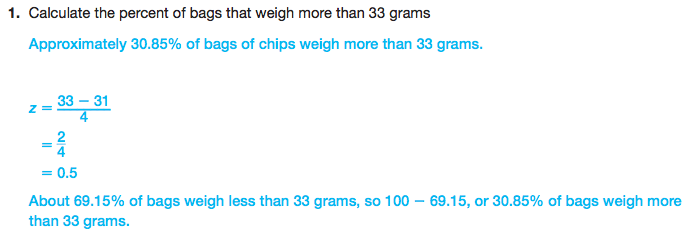 1. Calculate the percent of bags that weigh more than 33 grams
Approximately 30.85% of bags of chips weigh more than 33 grams.
z = 33 – 31
4
= 2
4
= 0.5
About 69.15% of bags weigh less than 33 grams, so 100 – 69.15, or 30.85% of bags weigh more
than 33 grams.